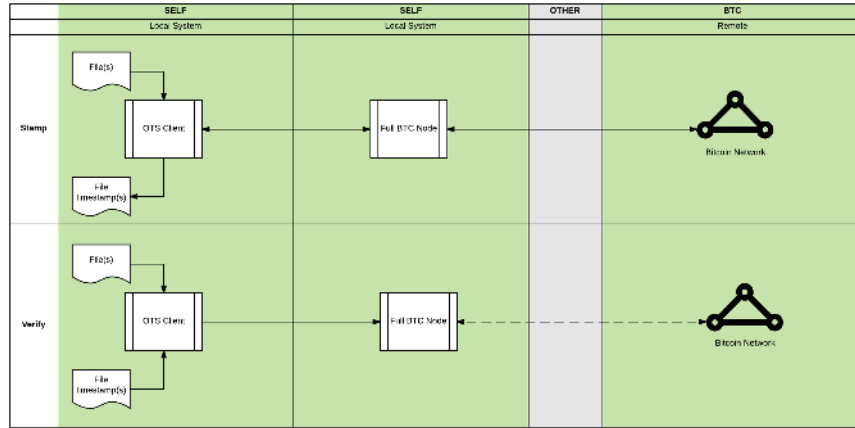 SELF
SELF
OTHER
BTC
Local System
Local System
Remote
Stamp
File(s)
OTS Client
Full BTC Node
Bitcoin Network
File
timestamp(s)
Verify
File(s)
OTS Client
Full BTC Node
Bitcoin Network
File
timestamp(s)